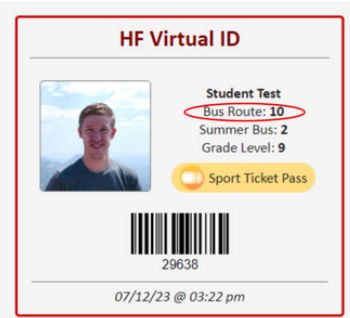 HF Virtual ID
Student Test
Bus Route: 10
Summer Bus: 2
Grade Level: 9
Sport Ticket Pass
29638
07/12/23 @ 03:22 pm